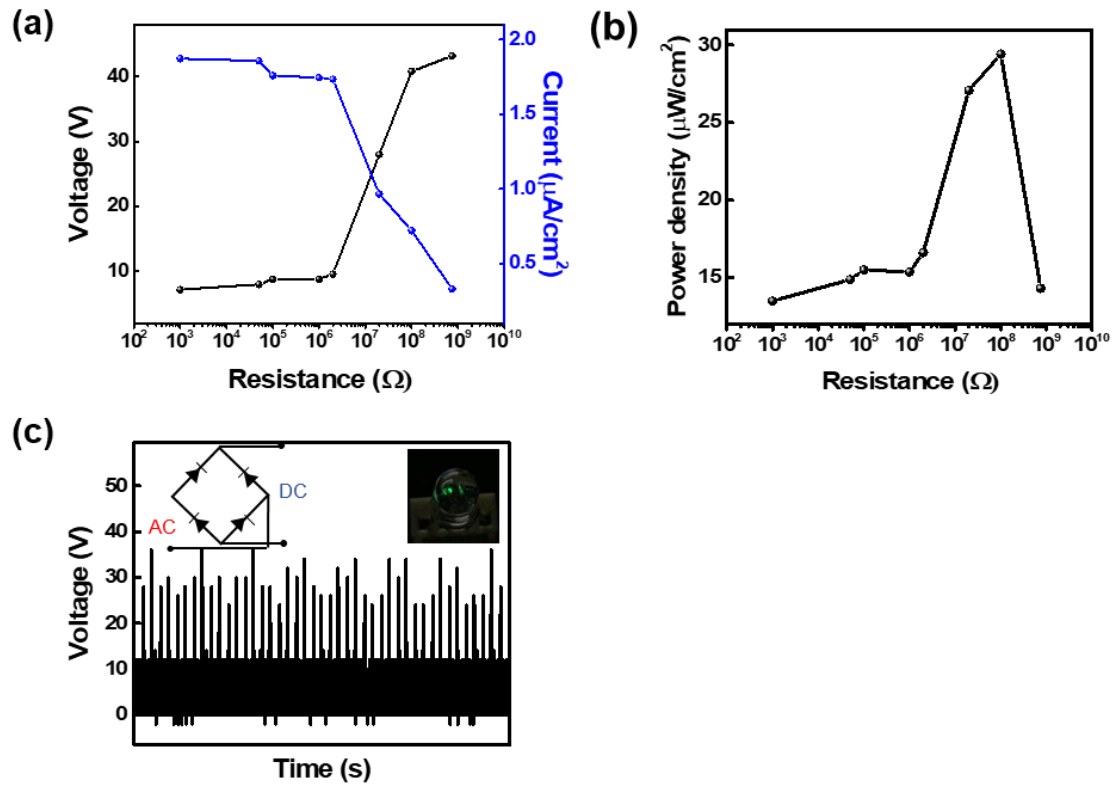 (a)
Voltage (V)
40
30
20
10
2.0
1.5
1.0
0.5
Current (μA/cm²)
10² 10³ 10⁴ 10⁵ 10⁶ 10⁷ 10⁸ 10⁹ 10¹⁰
Resistance (Ω)
(b)
Power density (μW/cm²)
30
25
20
15
10² 10³ 10⁴ 10⁵ 10⁶ 10⁷ 10⁸ 10⁹ 10¹⁰
Resistance (Ω)
(c)
Voltage (V)
50
40
30
20
10
0
AC
DC
Time (s)